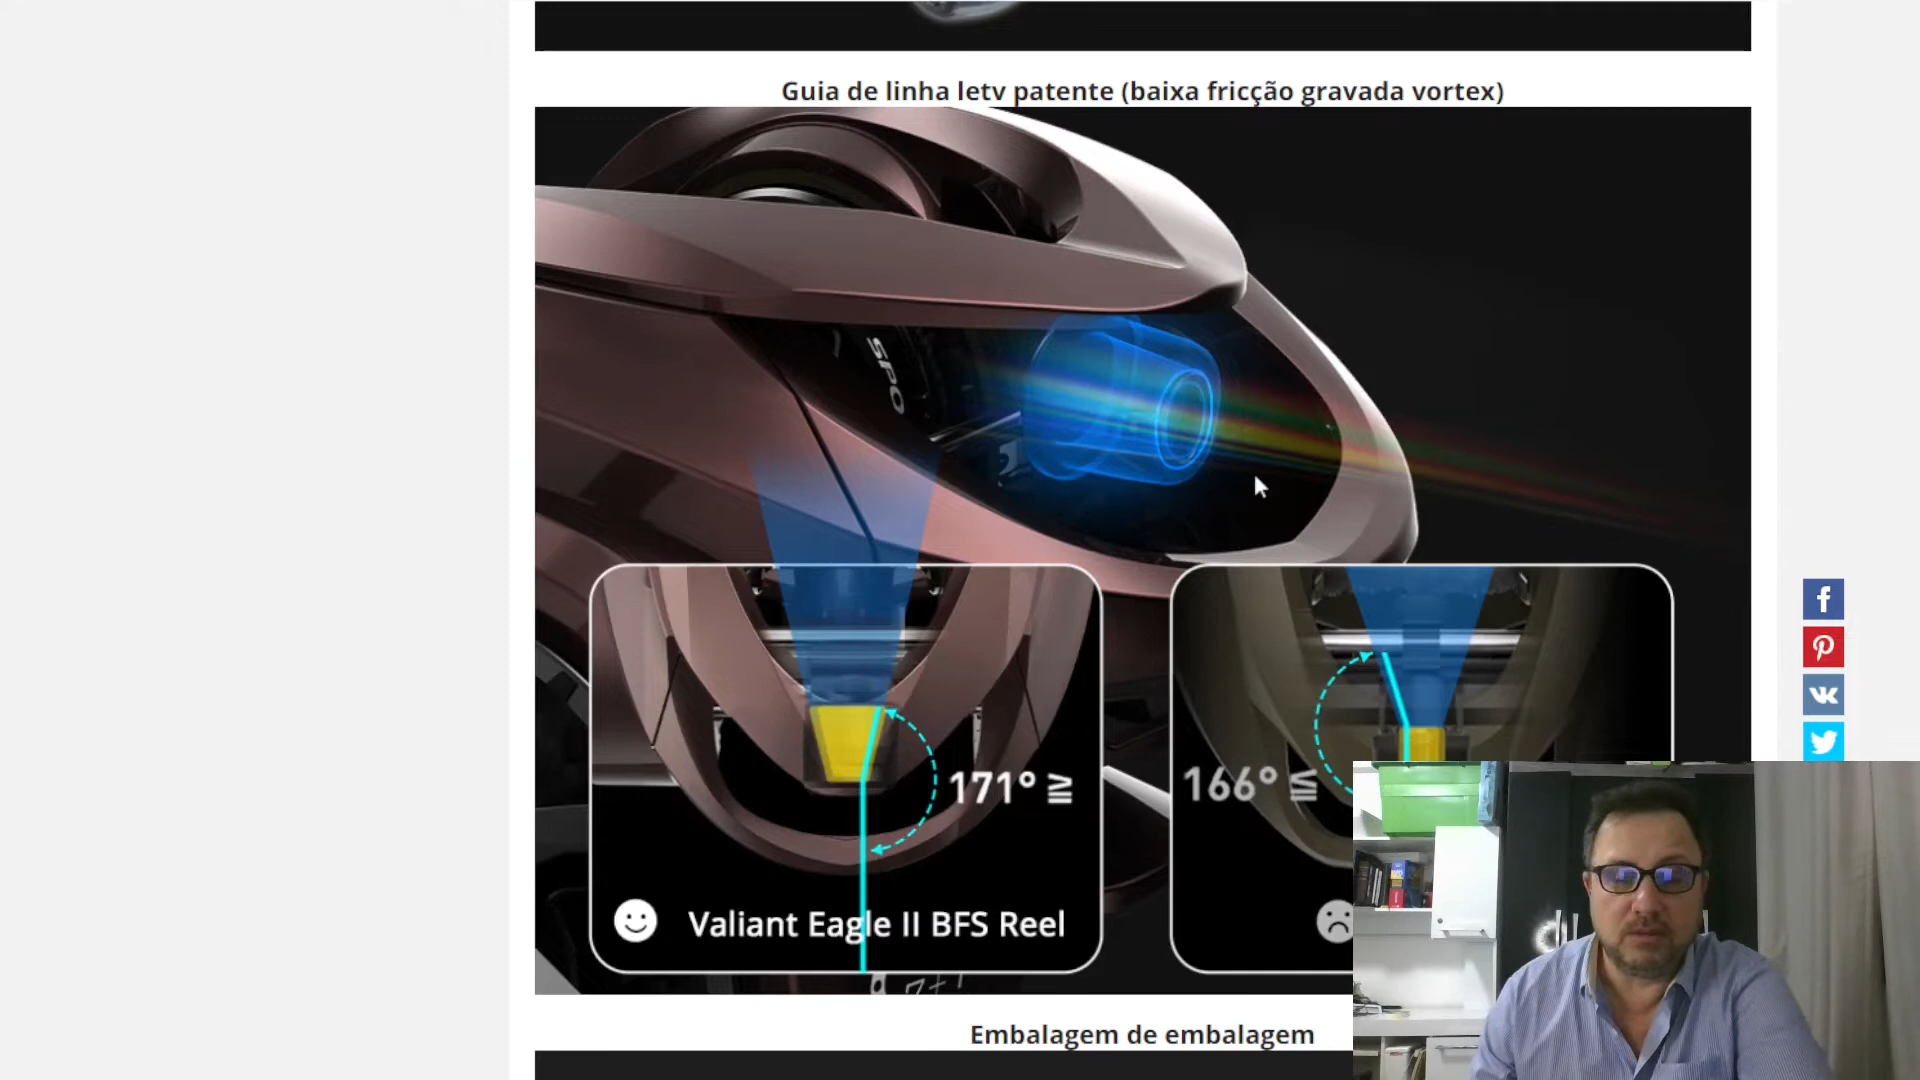 Guia de linha letv patente (baixa fricção gravada vortex)
SPO
171° ≧
166° ≦
Valiant Eagle II BFS Reel
Embalagem de embalagem